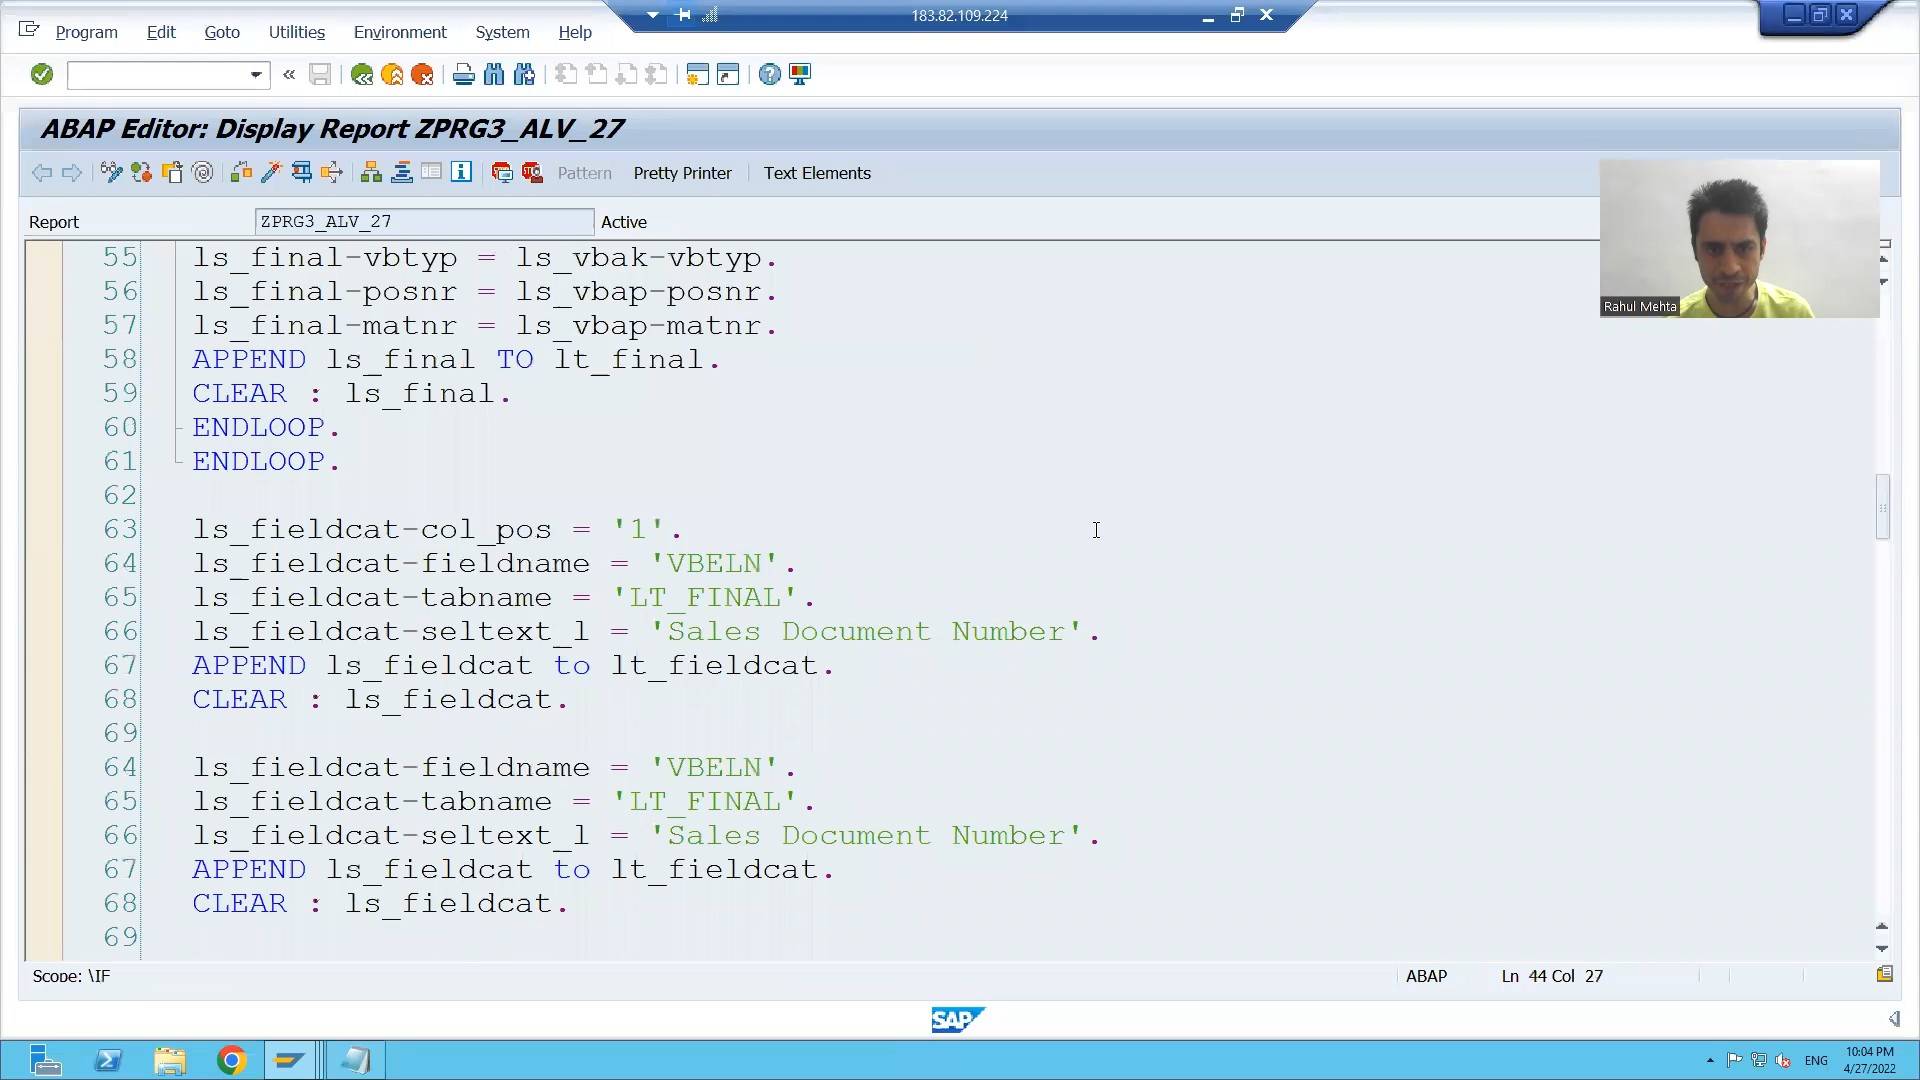 183.82.109.224
Program Edit Goto Utilities Environment System Help
ABAP Editor: Display Report ZPRG3_ALV_27
Pattern Pretty Printer Text Elements
Report ZPRG3_ALV_27 Active
Rahul Mehta
55 ls_final-vbtyp = ls_vbak-vbtyp.
56 ls_final-posnr = ls_vbap-posnr.
57 ls_final-matnr = ls_vbap-matnr.
58 APPEND ls_final TO lt_final.
59 CLEAR : ls_final.
60 ENDLOOP.
61 ENDLOOP.
62
63 ls_fieldcat-col_pos = '1'.
64 ls_fieldcat-fieldname = 'VBELN'.
65 ls_fieldcat-tabname = 'LT_FINAL'.
66 ls_fieldcat-seltext_l = 'Sales Document Number'.
67 APPEND ls_fieldcat to lt_fieldcat.
68 CLEAR : ls_fieldcat.
69
64 ls_fieldcat-fieldname = 'VBELN'.
65 ls_fieldcat-tabname = 'LT_FINAL'.
66 ls_fieldcat-seltext_l = 'Sales Document Number'.
67 APPEND ls_fieldcat to lt_fieldcat.
68 CLEAR : ls_fieldcat.
69
Scope: \IF ABAP Ln 44 Col 27
SAP
ENG
10:04 PM
4/27/2022